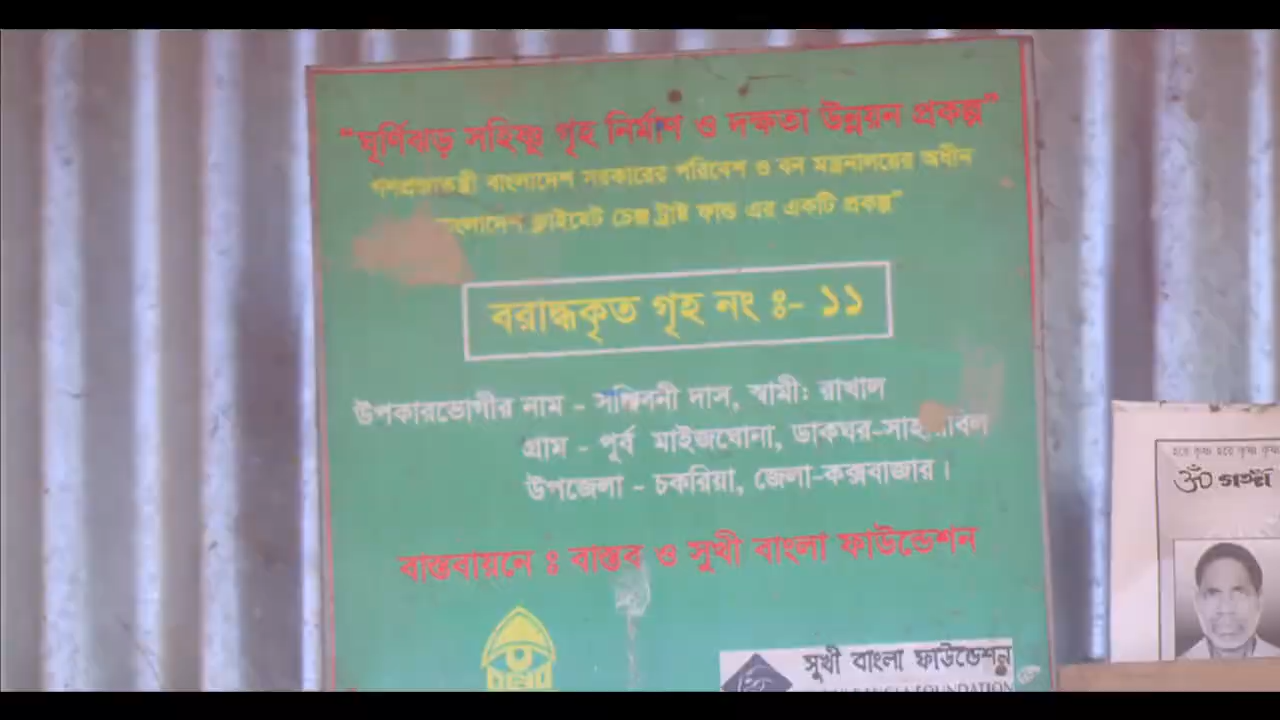 “ঘূর্ণিঝড় সহিষ্ণু গৃহ নির্মাণ ও দক্ষতা উন্নয়ন প্রকল্প”
গণপ্রজাতন্ত্রী বাংলাদেশ সরকারের পরিবেশ ও বন মন্ত্রনালয়ের অধীন
ক্লাইমেট চেঞ্জ ট্রাষ্ট ফান্ড এর একটি প্রকল্প”
বরাদ্ধকৃত গৃহ নং ঃ- ১১
উপকারভোগীর নাম - দাস, স্বামী: রাখাল
গ্রাম - পূর্ব মাইজঘোনা, ডাকঘর-
উপজেলা - চকরিয়া, জেলা-কক্সবাজার।
বাস্তবায়নে ঃ বাস্তব ও সুখী বাংলা ফাউন্ডেশন
সুখী বাংলা ফাউন্ডেশন
হরে কৃষ্ণ হরে কৃষ্ণ কৃষ্ণ
ওঁ গঙ্গা